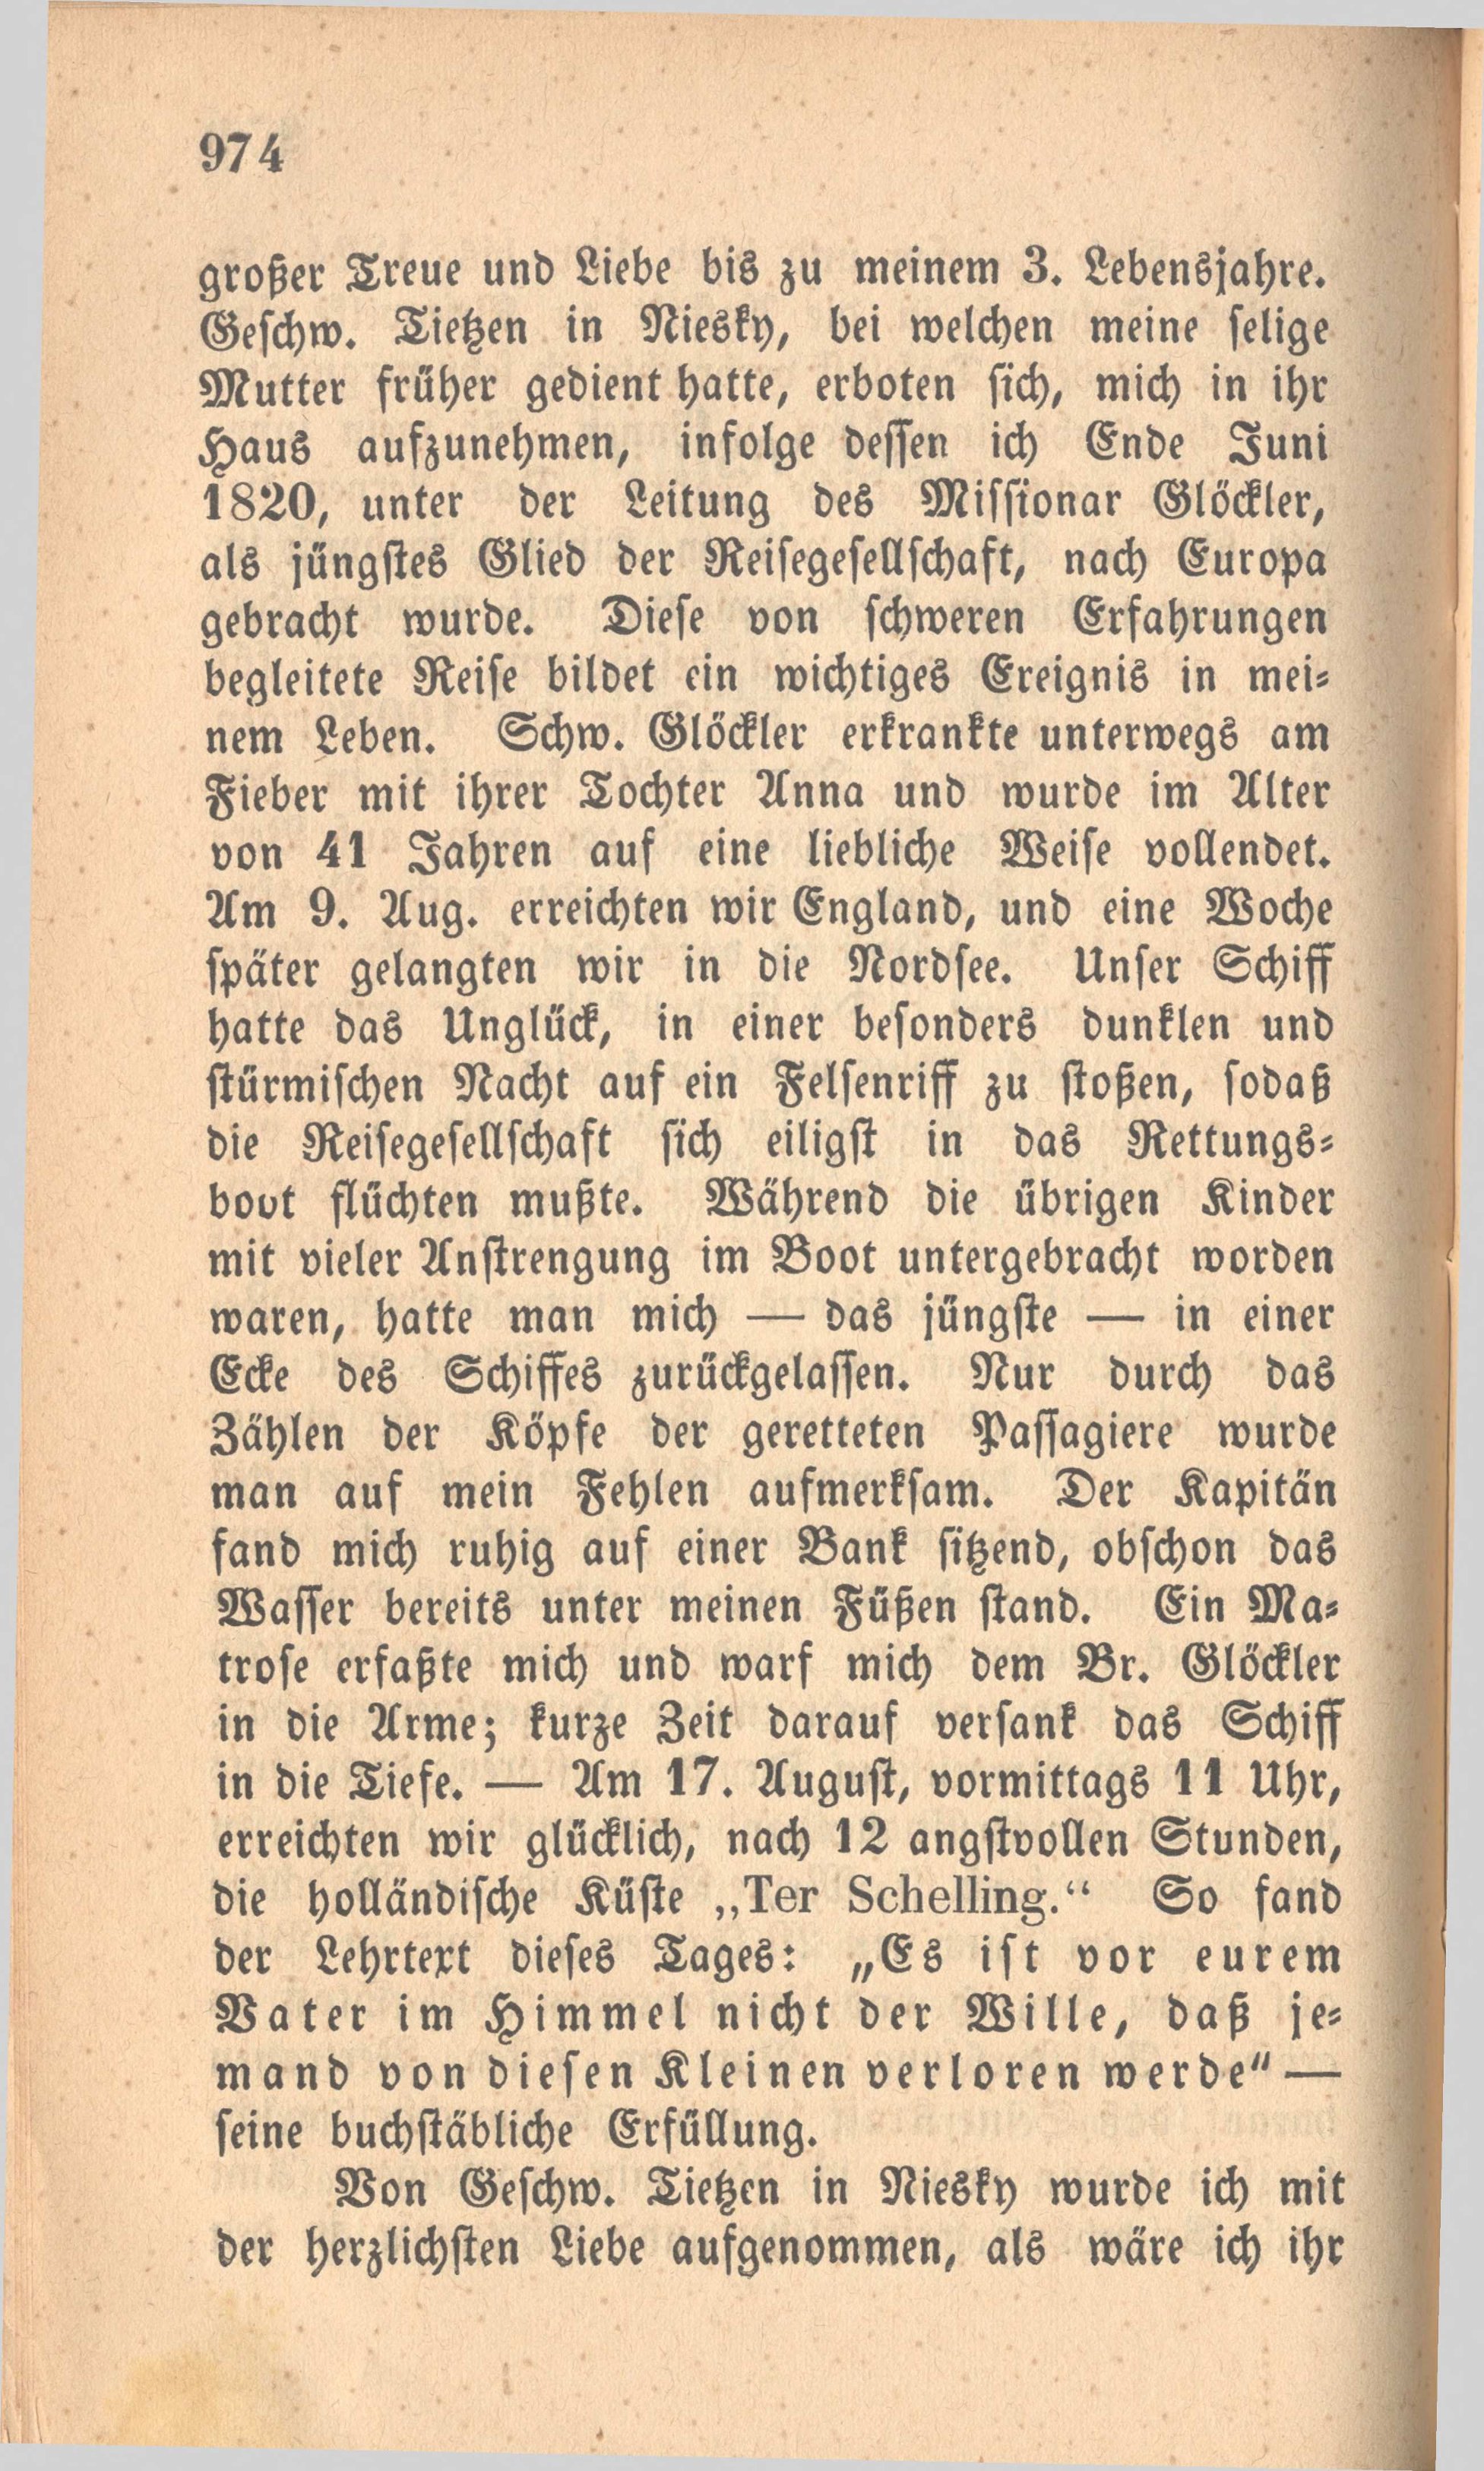 974
großer Treue und Liebe bis zu meinem 3. Lebensjahre.
Geschw. Tietzen in Niesky, bei welchen meine selige
Mutter früher gedient hatte, erboten sich, mich in ihr
Haus aufzunehmen, infolge dessen ich Ende Juni
1820, unter der Leitung des Missionar Glöckler,
als jüngstes Glied der Reisegesellschaft, nach Europa
gebracht wurde. Diese von schweren Erfahrungen
begleitete Reise bildet ein wichtiges Ereignis in mei-
nem Leben. Schw. Glöckler erkrankte unterwegs am
Fieber mit ihrer Tochter Anna und wurde im Alter
von 41 Jahren auf eine liebliche Weise vollendet.
Am 9. Aug. erreichten wir England, und eine Woche
später gelangten wir in die Nordsee. Unser Schiff
hatte das Unglück, in einer besonders dunklen und
stürmischen Nacht auf ein Felsenriff zu stoßen, sodaß
die Reisegesellschaft sich eiligst in das Rettungs-
boot flüchten mußte. Während die übrigen Kinder
mit vieler Anstrengung im Boot untergebracht worden
waren, hatte man mich — das jüngste — in einer
Ecke des Schiffes zurückgelassen. Nur durch das
Zählen der Köpfe der geretteten Passagiere wurde
man auf mein Fehlen aufmerksam. Der Kapitän
fand mich ruhig auf einer Bank sitzend, obschon das
Wasser bereits unter meinen Füßen stand. Ein Ma-
trose erfaßte mich und warf mich dem Br. Glöckler
in die Arme; kurze Zeit darauf versank das Schiff
in die Tiefe. — Am 17. August, vormittags 11 Uhr,
erreichten wir glücklich, nach 12 angstvollen Stunden,
die holländische Küste „Ter Schelling.“ So fand
der Lehrtext dieses Tages: „Es ist vor eurem
Vater im Himmel nicht der Wille, daß je-
mand von diesen Kleinen verloren werde“ —
seine buchstäbliche Erfüllung.
Von Geschw. Tietzen in Niesky wurde ich mit
der herzlichsten Liebe aufgenommen, als wäre ich ihr